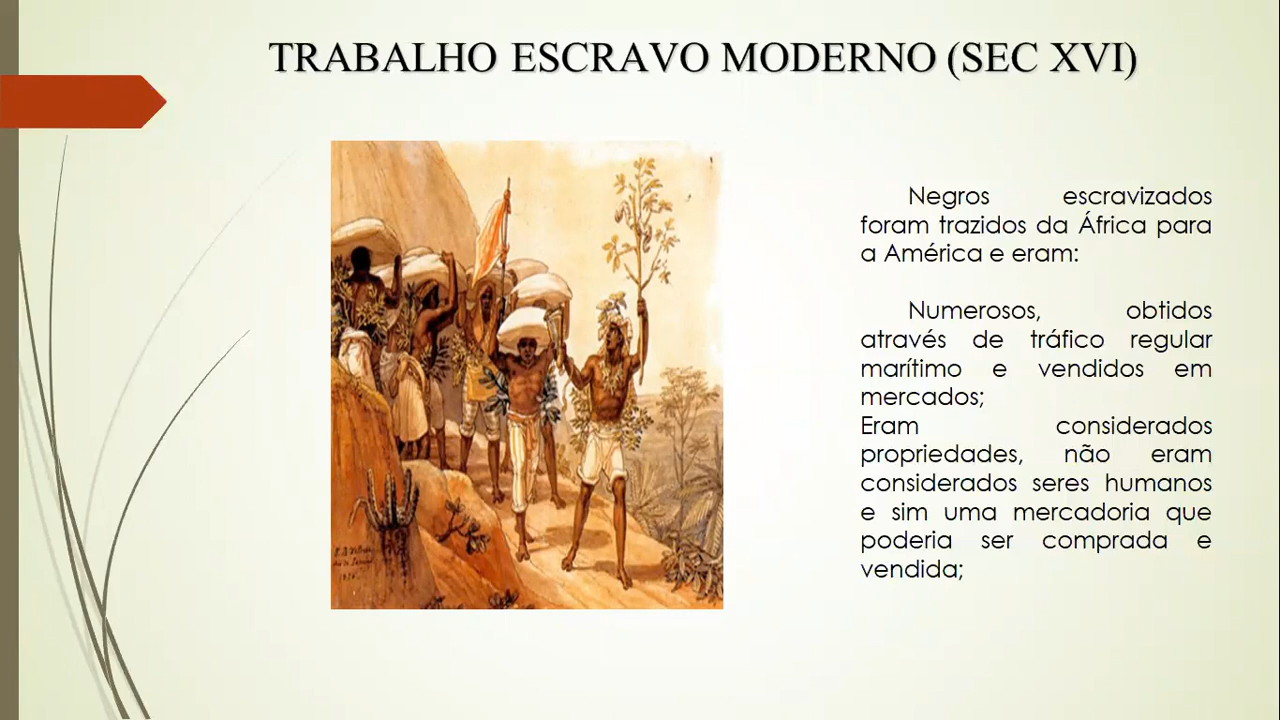 TRABALHO ESCRAVO MODERNO (SEC XVI)
Negros escravizados
foram trazidos da África para
a América e eram:
Numerosos, obtidos
através de tráfico regular
marítimo e vendidos em
mercados;
Eram considerados
propriedades, não eram
considerados seres humanos
e sim uma mercadoria que
poderia ser comprada e
vendida;